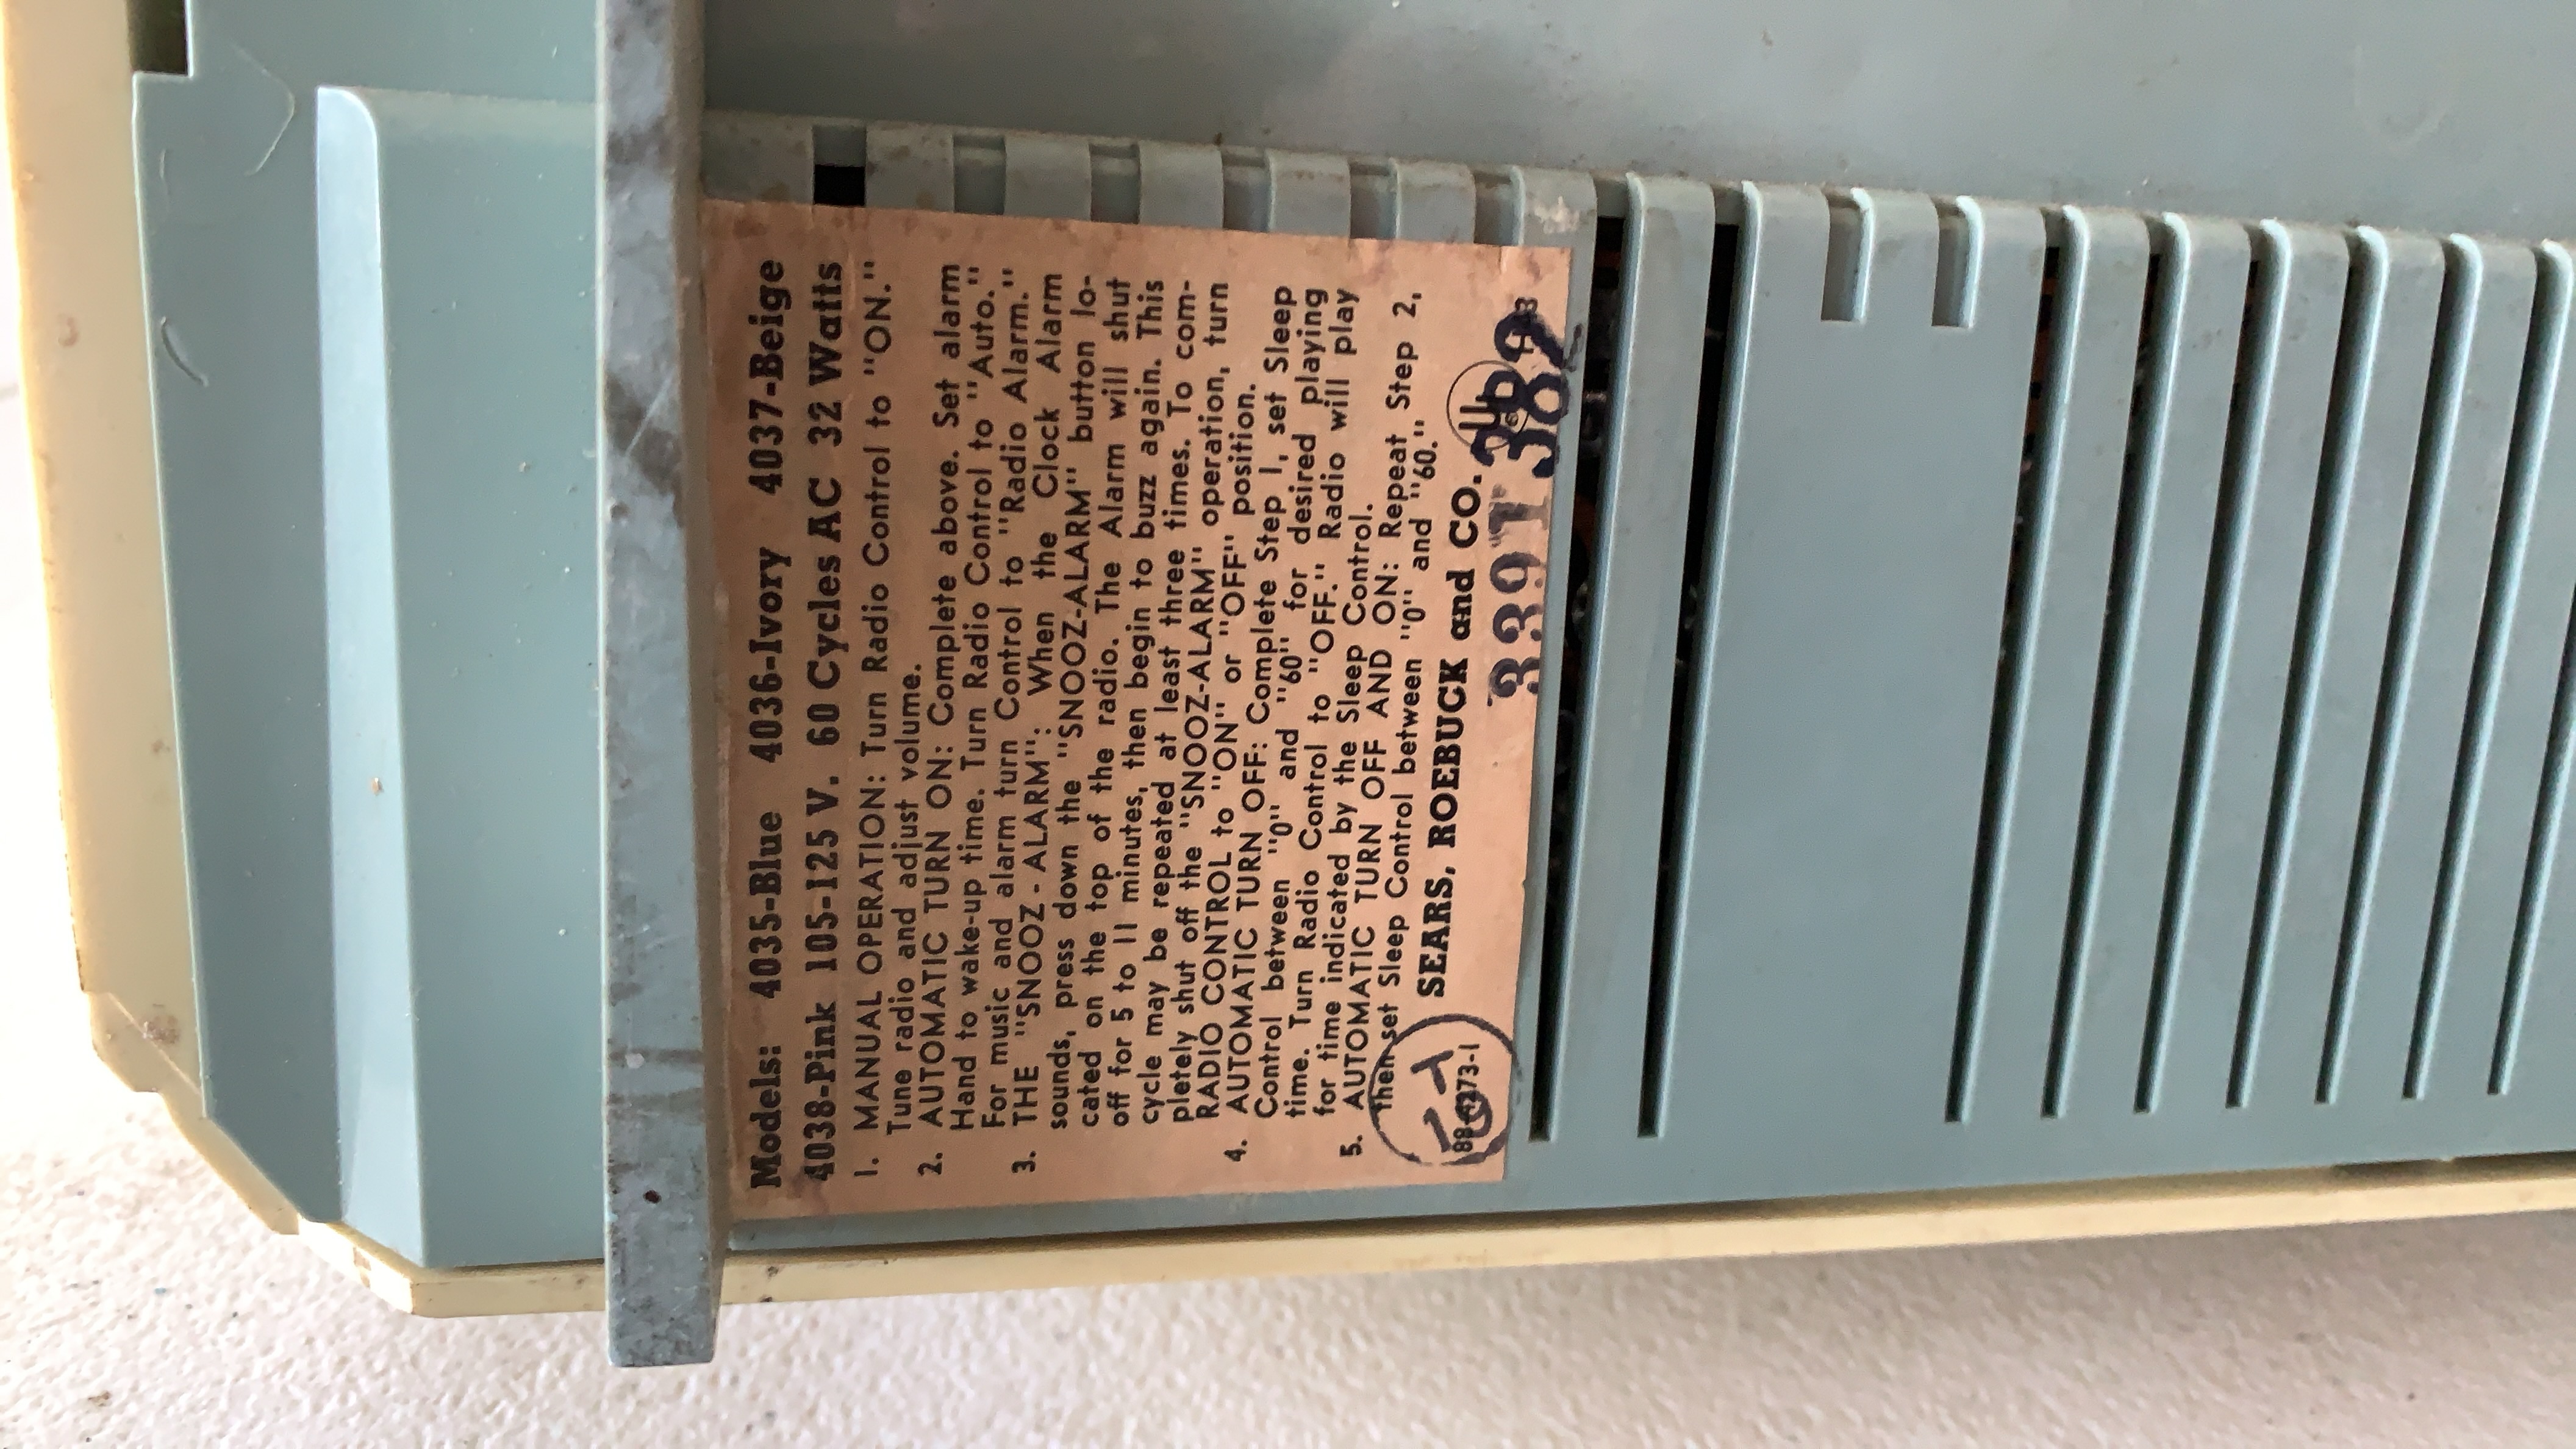 Models: 4035-Blue 4036-Ivory 4037-Beige
4038-Pink 105-125 V. 60 Cycles AC 32 Watts
1. MANUAL OPERATION: Turn Radio Control to "ON."
Tune radio and adjust volume.
2. AUTOMATIC TURN ON: Complete above. Set alarm
Hand to wake-up time. Turn Radio Control to "Auto."
For music and alarm turn Control to "Radio Alarm."
3. THE "SNOOZ - ALARM": When the Clock Alarm
sounds, press down the "SNOOZ-ALARM" button lo-
cated on the top of the radio. The Alarm will shut
off for 5 to 11 minutes, then begin to buzz again. This
cycle may be repeated at least three times. To com-
pletely shut off the "SNOOZ-ALARM" operation, turn
RADIO CONTROL to "ON" or "OFF" position.
4. AUTOMATIC TURN OFF: Complete Step 1, set Sleep
Control between "0" and "60" for desired playing
time. Turn Radio Control to "OFF." Radio will play
for time indicated by the Sleep Control.
5. AUTOMATIC TURN OFF AND ON: Repeat Step 2,
Then set Sleep Control between "0" and "60."
SEARS, ROEBUCK and CO.
3391